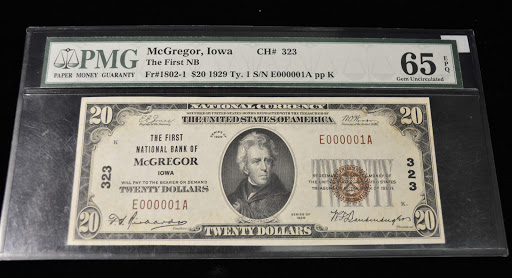 PMG
PAPER MONEY GUARANTY
McGregor, Iowa CH# 323
The First NB
Fr#1802-1 $20 1929 Ty. 1 S/N E000001A pp K
65 EPQ
Gem Uncirculated
NATIONAL CURRENCY
THE UNITED STATES OF AMERICA
20
20
K
THE FIRST
NATIONAL BANK OF
McGREGOR
IOWA
WILL PAY TO THE BEARER ON DEMAND
TWENTY DOLLARS
E000001A
E000001A
323
323
K
SERIES OF
1929
20
TWENTY DOLLARS
20